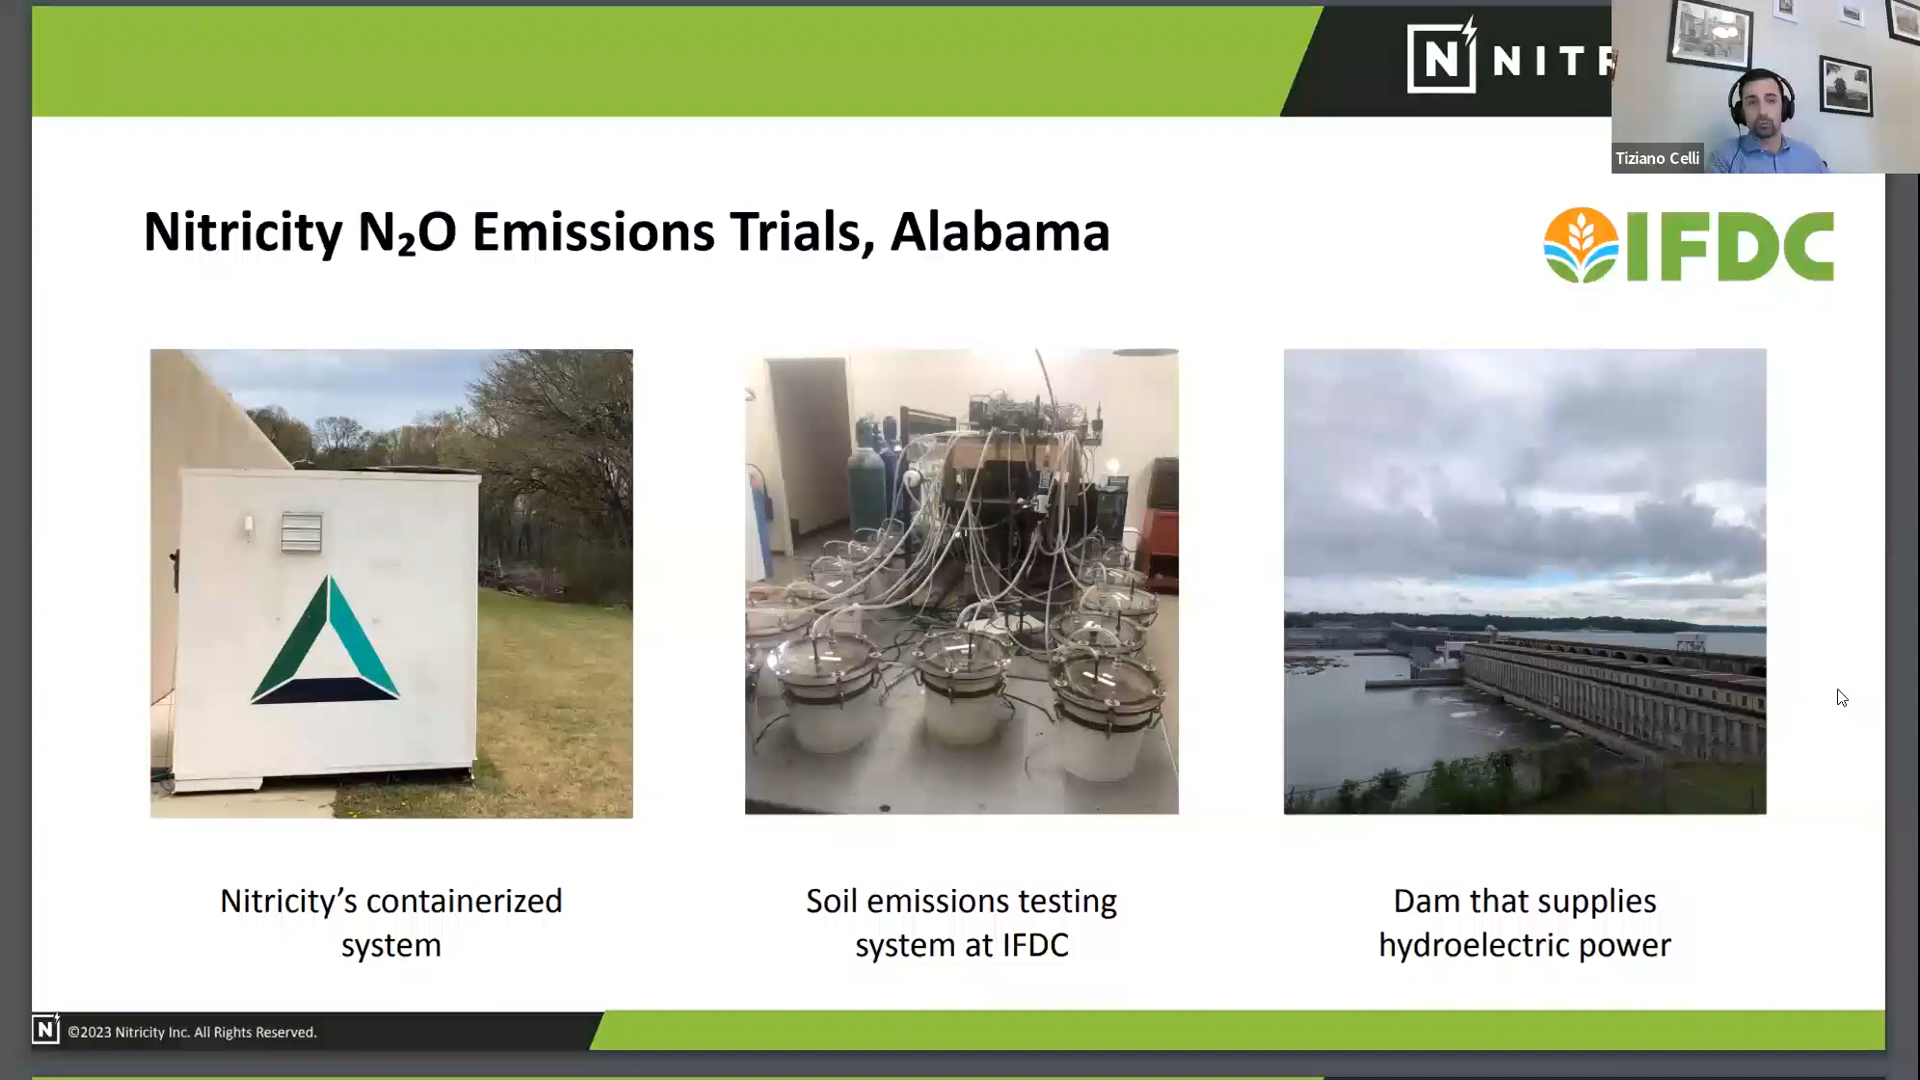 N NITR
Tiziano Celli
Nitricity N₂O Emissions Trials, Alabama
IFDC
Nitricity’s containerized
system
Soil emissions testing
system at IFDC
Dam that supplies
hydroelectric power
N ©2023 Nitricity Inc. All Rights Reserved.